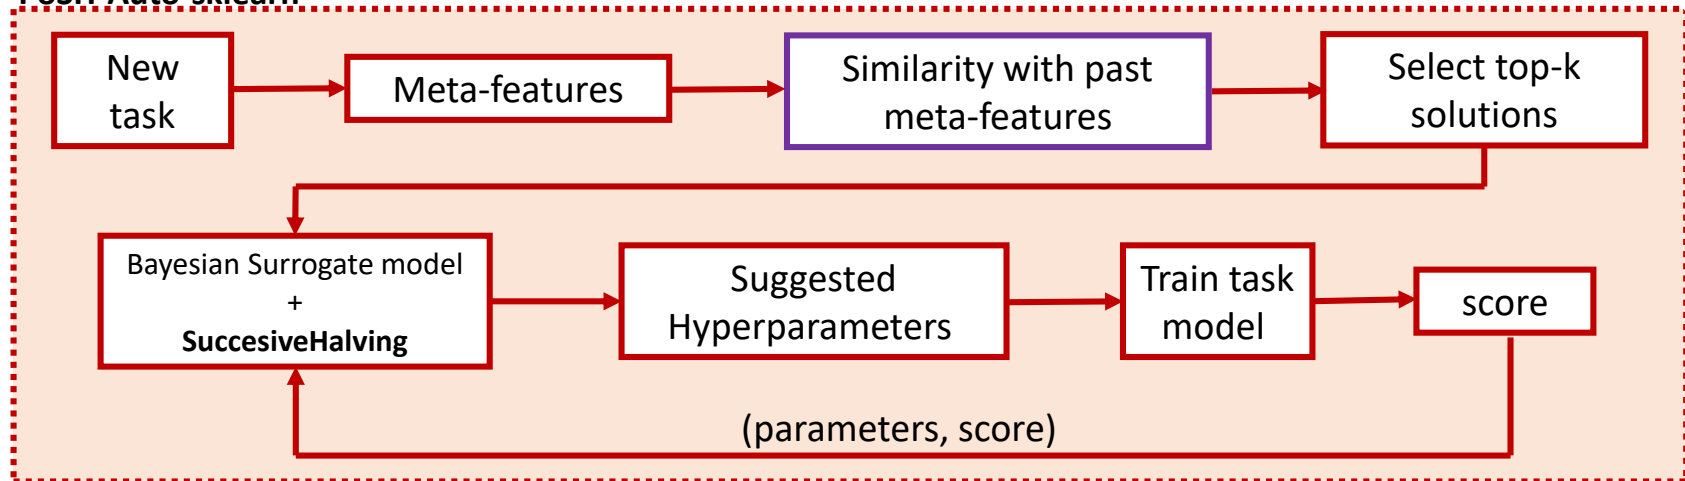 New
task
Meta-features
Similarity with past
meta-features
Select top-k
solutions
Bayesian Surrogate model
+
SuccesiveHalving
Suggested
Hyperparameters
Train task
model
score
(parameters, score)